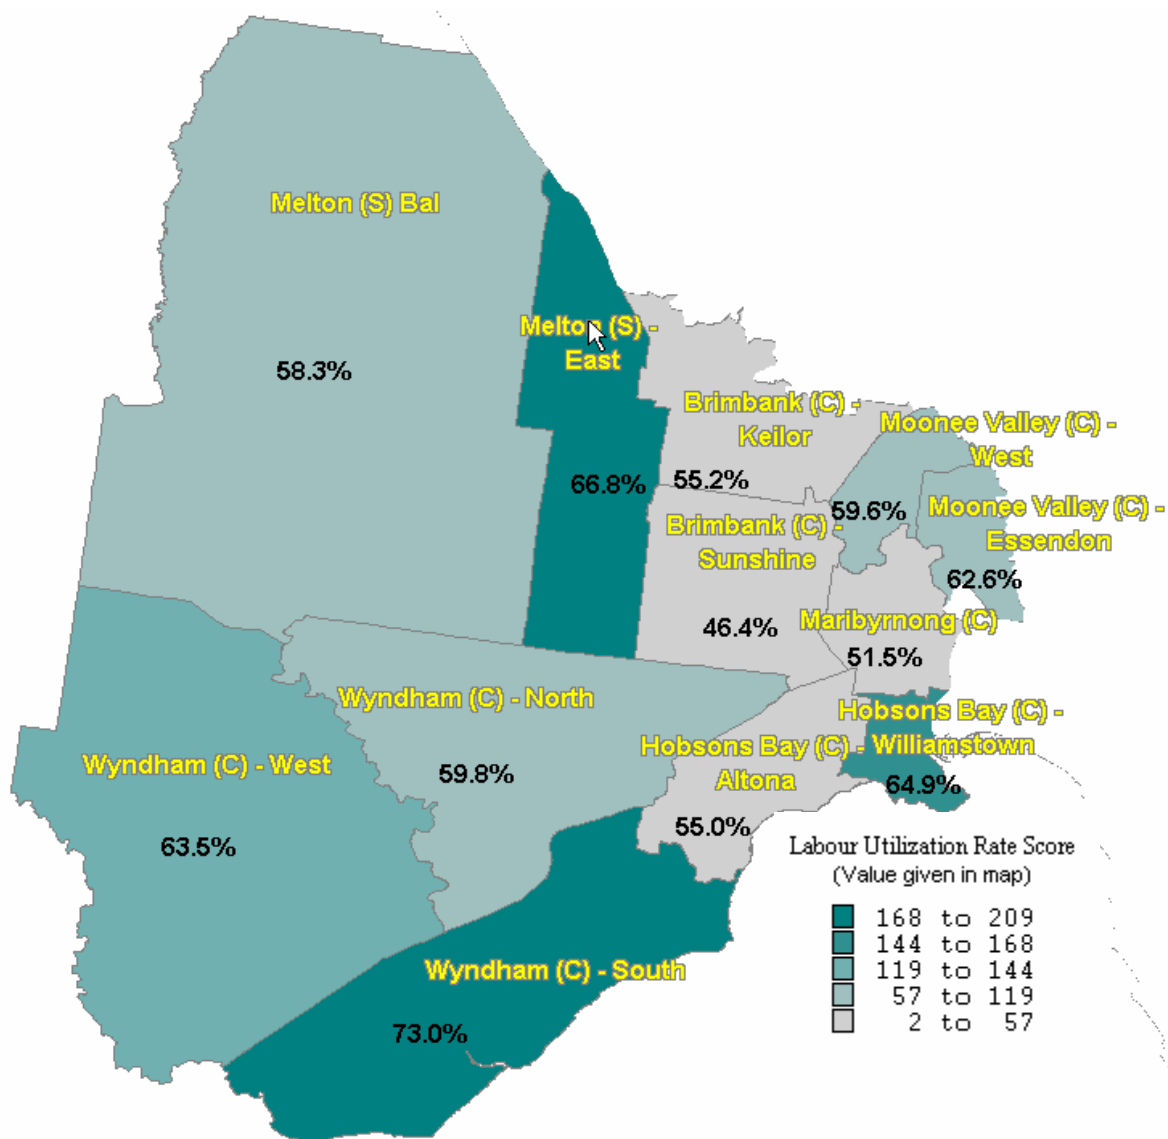 Melton (S) Bal
58.3%
Melton (S) -
East
66.8%
Brimbank (C) -
Keilor
55.2%
Moonee Valley (C) -
West
59.6%
Moonee Valley (C) -
Essendon
62.6%
Brimbank (C) -
Sunshine
46.4%
Maribyrnong (C)
51.5%
Wyndham (C) - North
59.8%
Hobsons Bay (C) -
Williamstown
64.9%
Hobsons Bay (C) -
Altona
55.0%
Wyndham (C) - West
63.5%
Wyndham (C) - South
73.0%
Labour Utilization Rate Score
(Value given in map)
168 to 209
144 to 168
119 to 144
57 to 119
2 to 57